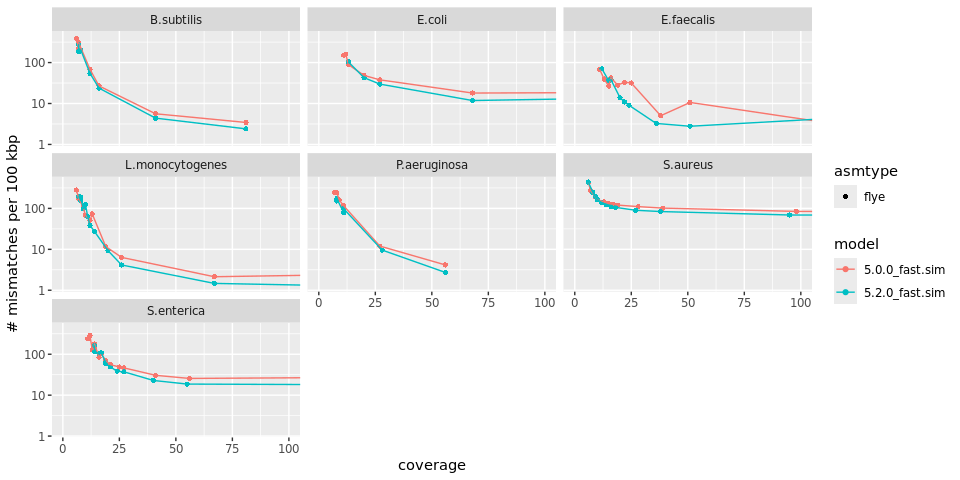 B.subtilis E.coli E.faecalis
100
10
1
L.monocytogenes P.aeruginosa S.aureus
100
10
1
0 25 50 75 100 0 25 50 75 100
S.enterica
100
10
1
0 25 50 75 100
coverage
# mismatches per 100 kbp
asmtype
flye
model
5.0.0_fast.sim
5.2.0_fast.sim